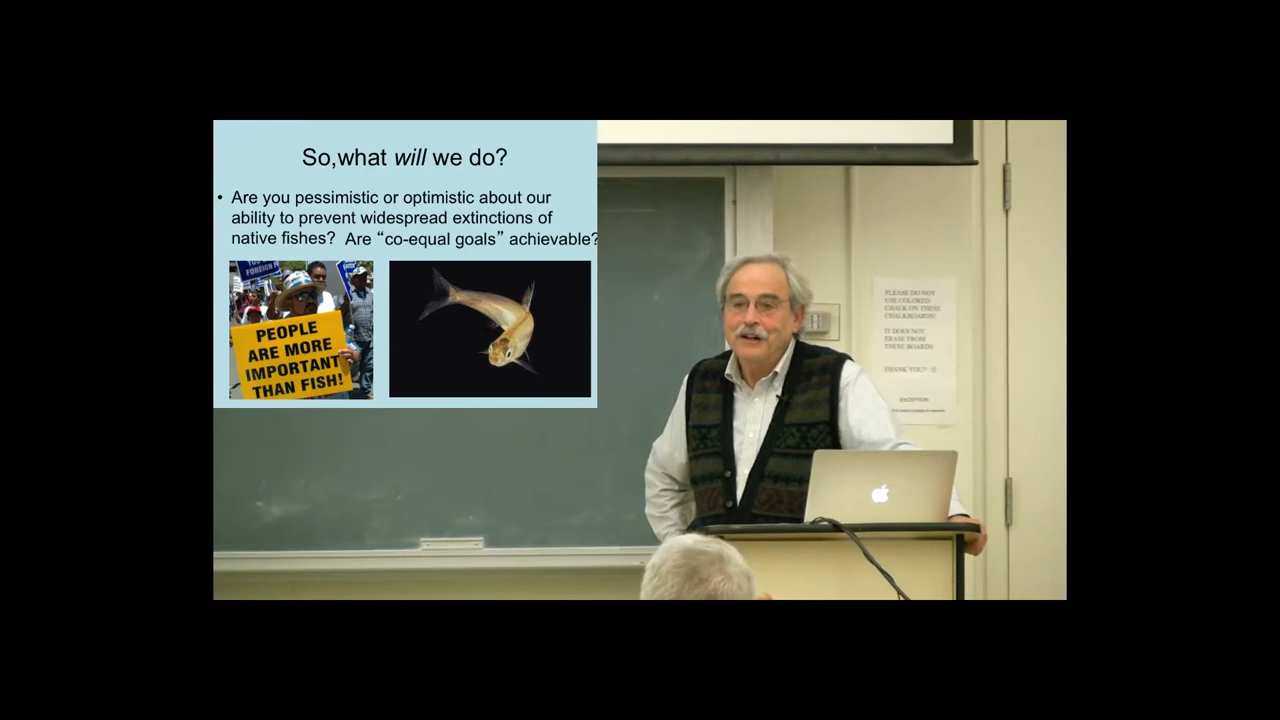 So,what will we do?
• Are you pessimistic or optimistic about our
ability to prevent widespread extinctions of
native fishes? Are “co-equal goals” achievable?
FOREIGN
PEOPLE
ARE MORE
IMPORTANT
THAN FISH!
PLEASE DO NOT
USE COLORED
CHALK ON THESE
CHALKBOARDS!
IT DOES NOT
ERASE FROM
THESE BOARDS
THANK YOU!
EXCEPTION